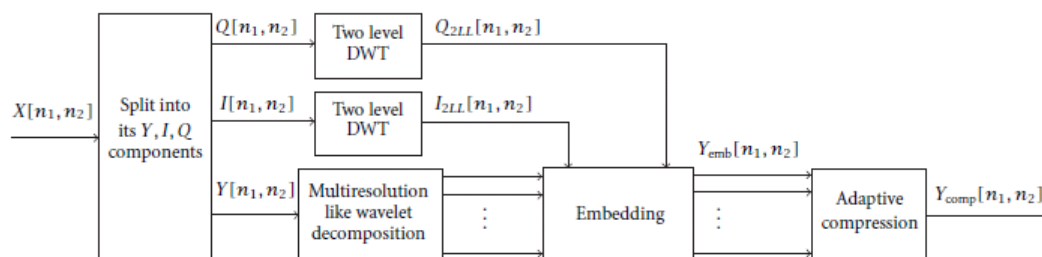 Q[n₁, n₂]
Two level
DWT
Q₂LL[n₁, n₂]
X[n₁, n₂]
Split into
its Y, I, Q
components
I[n₁, n₂]
Two level
DWT
I₂LL[n₁, n₂]
Y[n₁, n₂]
Multiresolution
like wavelet
decomposition
⋮
Embedding
Yemb[n₁, n₂]
⋮
Adaptive
compression
Ycomp[n₁, n₂]